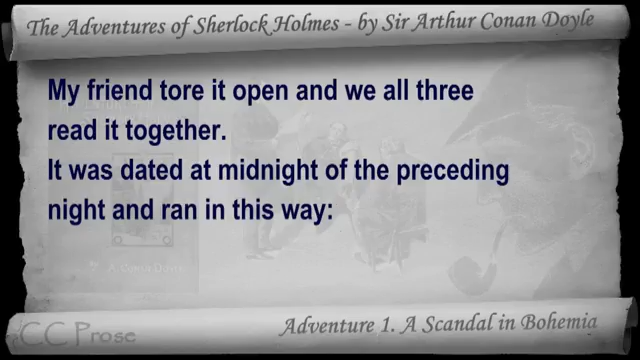 The Adventures of Sherlock Holmes - by Sir Arthur Conan Doyle
My friend tore it open and we all three
read it together.
It was dated at midnight of the preceding
night and ran in this way:
Adventure 1. A Scandal in Bohemia
CC Prose